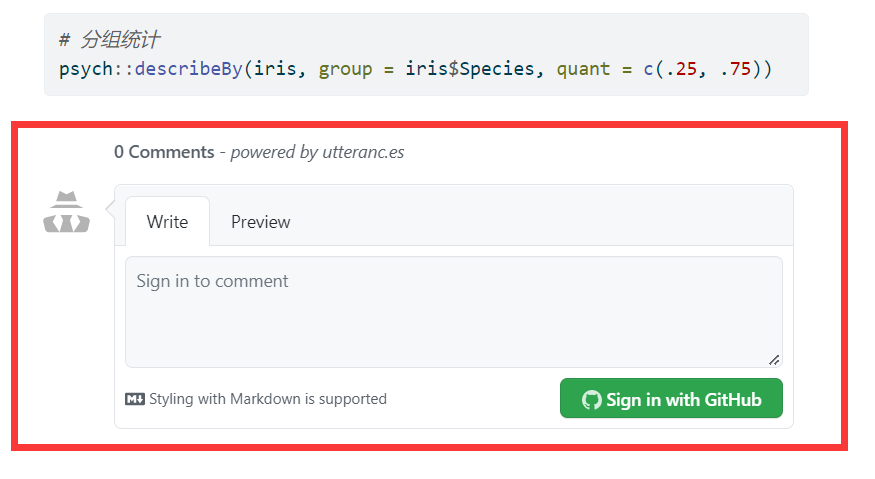 # 分组统计
psych::describeBy(iris, group = iris$Species, quant = c(.25, .75))
0 Comments - powered by utteranc.es
Write Preview
Sign in to comment
M↓ Styling with Markdown is supported
Sign in with GitHub